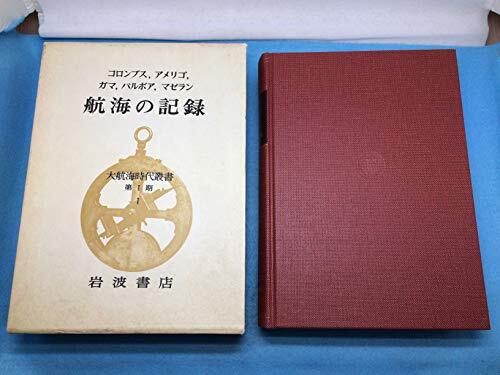 コロンブス，アメリゴ，
ガマ，バルボア，マゼラン
航海の記録
大航海時代叢書
第Ⅰ期
1
岩波書店